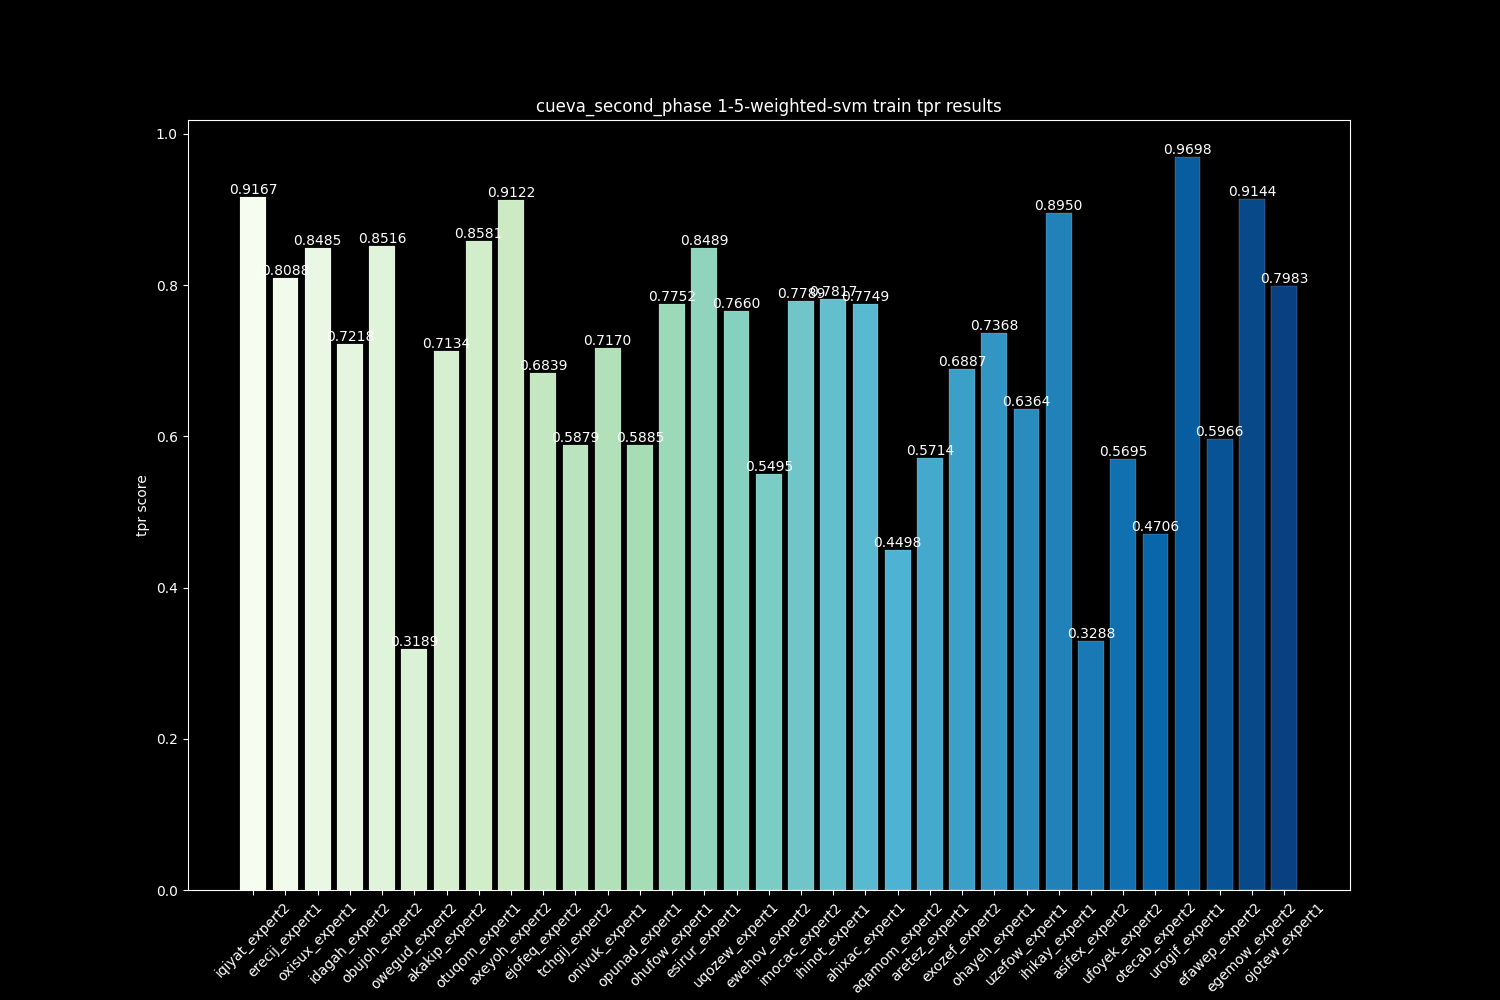 cueva_second_phase 1-5-weighted-svm train tpr results
1.0
0.8
0.6
0.4
0.2
0.0
tpr score
0.9167
0.8088
0.8485
0.7218
0.8516
0.3189
0.7134
0.8581
0.9122
0.6839
0.5879
0.7170
0.5885
0.7752
0.8489
0.7660
0.5495
0.7789
0.7817
0.7749
0.4498
0.5714
0.6887
0.7368
0.6364
0.8950
0.3288
0.5695
0.4706
0.9698
0.5966
0.9144
0.7983
iqjyat_expert2
erecij_expert1
oxisux_expert1
idagah_expert2
obujoh_expert2
owegud_expert2
akakip_expert2
otuqom_expert1
axeyoh_expert2
ejofeq_expert2
tchgjj_expert2
onivuk_expert1
opunad_expert1
ohufow_expert1
esirur_expert1
uqozew_expert1
ewehov_expert2
imocac_expert2
ihinot_expert1
ahixac_expert1
aqamom_expert2
aretez_expert1
exozef_expert2
ohayeh_expert1
uzefow_expert1
ihikay_expert1
asifex_expert2
ufoyek_expert2
otecab_expert2
urogif_expert1
efawep_expert2
egemow_expert2
ojotew_expert1